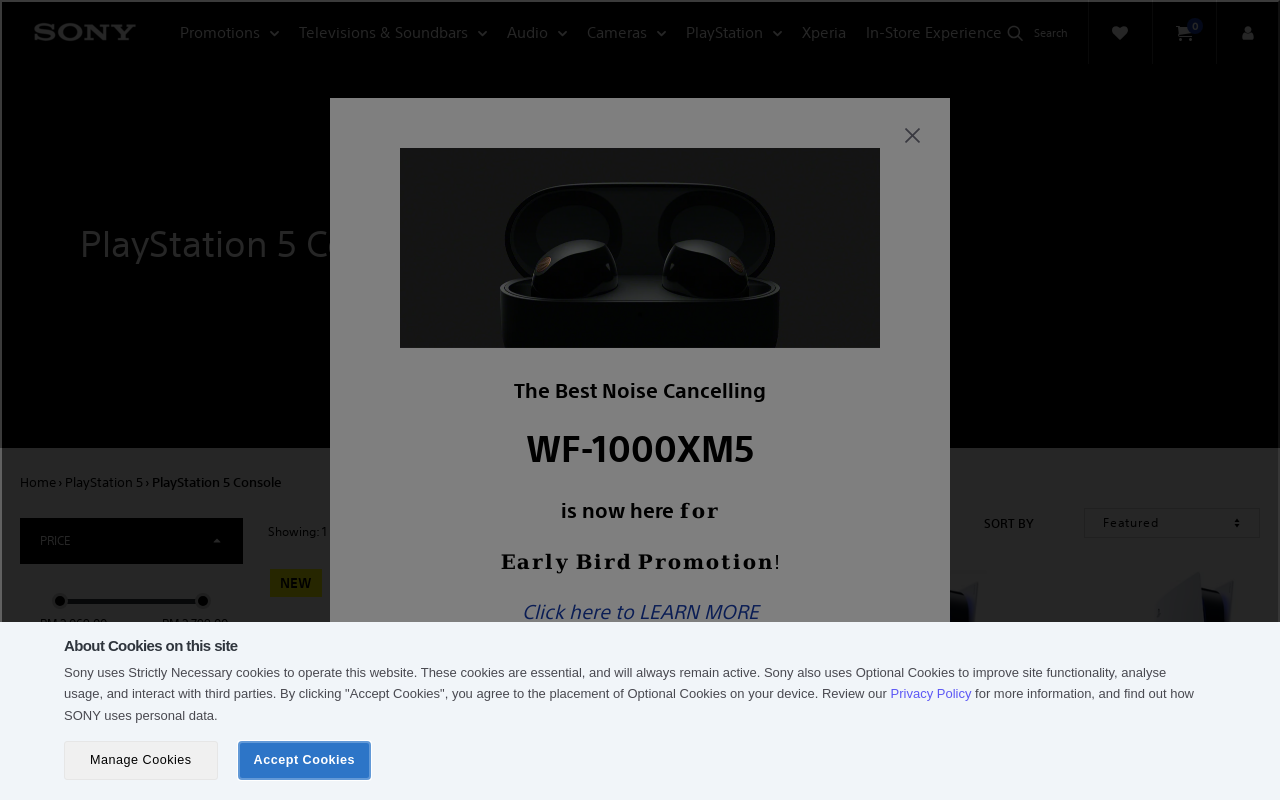 SONY
Promotions
Televisions & Soundbars
Audio
Cameras
PlayStation
Xperia
In-Store Experience
Search
0
PlayStation 5 Co
The Best Noise Cancelling
WF-1000XM5
is now here for
Early Bird Promotion!
Click here to LEARN MORE
Home › PlayStation 5 › PlayStation 5 Console
PRICE
Showing: 1
SORT BY
Featured
NEW
About Cookies on this site
Sony uses Strictly Necessary cookies to operate this website. These cookies are essential, and will always remain active. Sony also uses Optional Cookies to improve site functionality, analyse
usage, and interact with third parties. By clicking "Accept Cookies", you agree to the placement of Optional Cookies on your device. Review our Privacy Policy for more information, and find out how
SONY uses personal data.
Manage Cookies
Accept Cookies